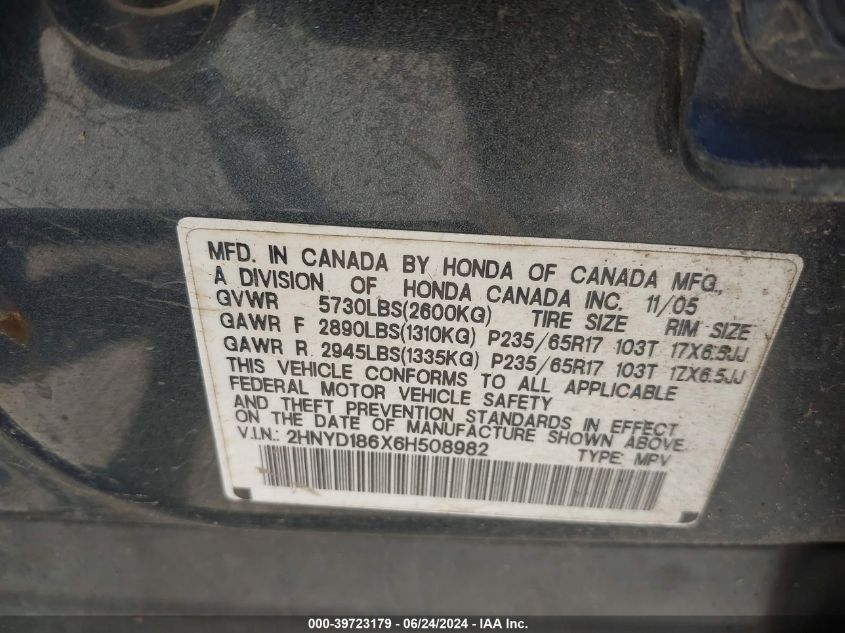 MFD. IN CANADA BY HONDA OF CANADA MFG.,
A DIVISION OF HONDA CANADA INC. 11/05
GVWR 5730LBS(2600KG) TIRE SIZE RIM SIZE
GAWR F 2890LBS(1310KG) P235/65R17 103T 17X6.5JJ
GAWR R 2945LBS(1335KG) P235/65R17 103T 17X6.5JJ
THIS VEHICLE CONFORMS TO ALL APPLICABLE
FEDERAL MOTOR VEHICLE SAFETY
AND THEFT PREVENTION STANDARDS IN EFFECT
ON THE DATE OF MANUFACTURE SHOWN ABOVE.
V.I.N.: 2HNYD186X6H508982 TYPE: MPV
000-39723179 - 06/24/2024 - IAA Inc.